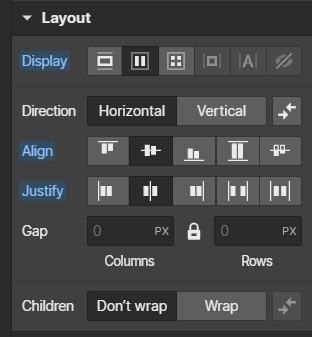 Layout
Display
A
Direction Horizontal Vertical
Align
Justify
Gap 0 PX 0 PX
Columns Rows
Children Don't wrap Wrap